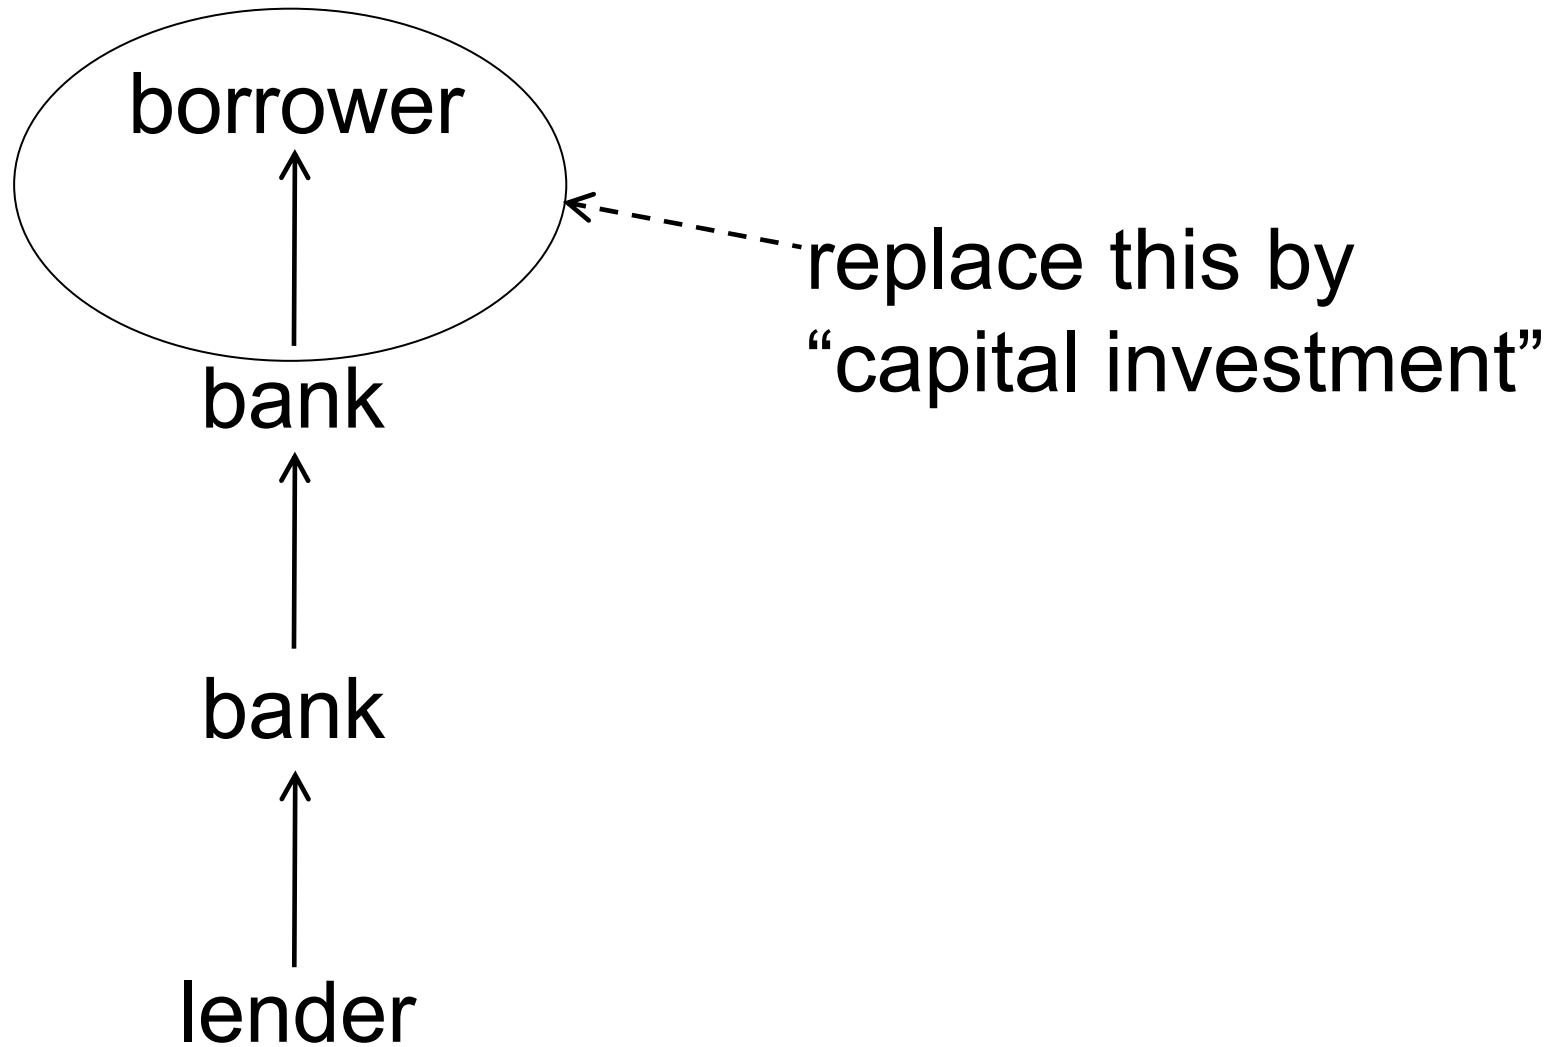 borrower
replace this by
“capital investment”
bank
bank
lender